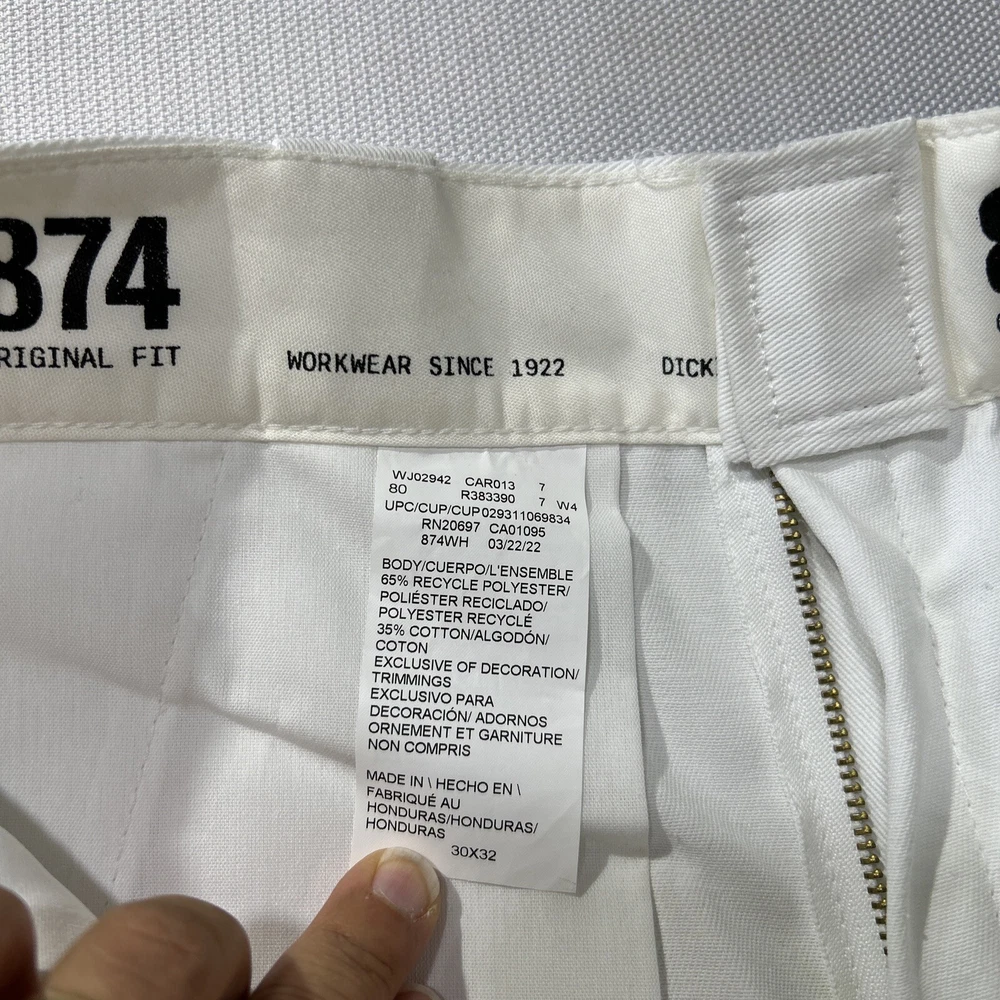 874
RIGINAL FIT
WORKWEAR SINCE 1922
DICK
WJ02942 CAR013 7
80 R383390 7 W4
UPC/CUP/CUP029311069834
RN20697 CA01095
874WH 03/22/22
BODY/CUERPO/L'ENSEMBLE
65% RECYCLE POLYESTER/
POLIÉSTER RECICLADO/
POLYESTER RECYCLÉ
35% COTTON/ALGODÓN/
COTON
EXCLUSIVE OF DECORATION/
TRIMMINGS
EXCLUSIVO PARA
DECORACIÓN/ ADORNOS
ORNEMENT ET GARNITURE
NON COMPRIS
MADE IN \ HECHO EN \
FABRIQUÉ AU
HONDURAS/HONDURAS/
HONDURAS
30X32